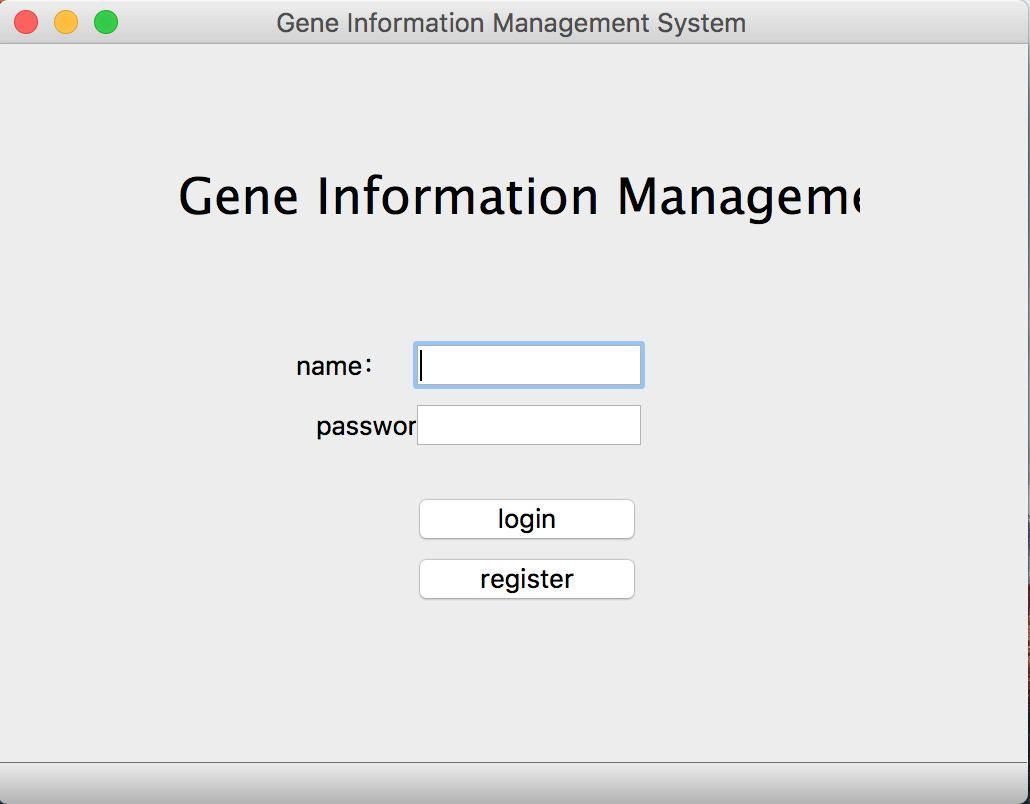 Gene Information Management System
Gene Information Manageme
name：
passwor
login
register